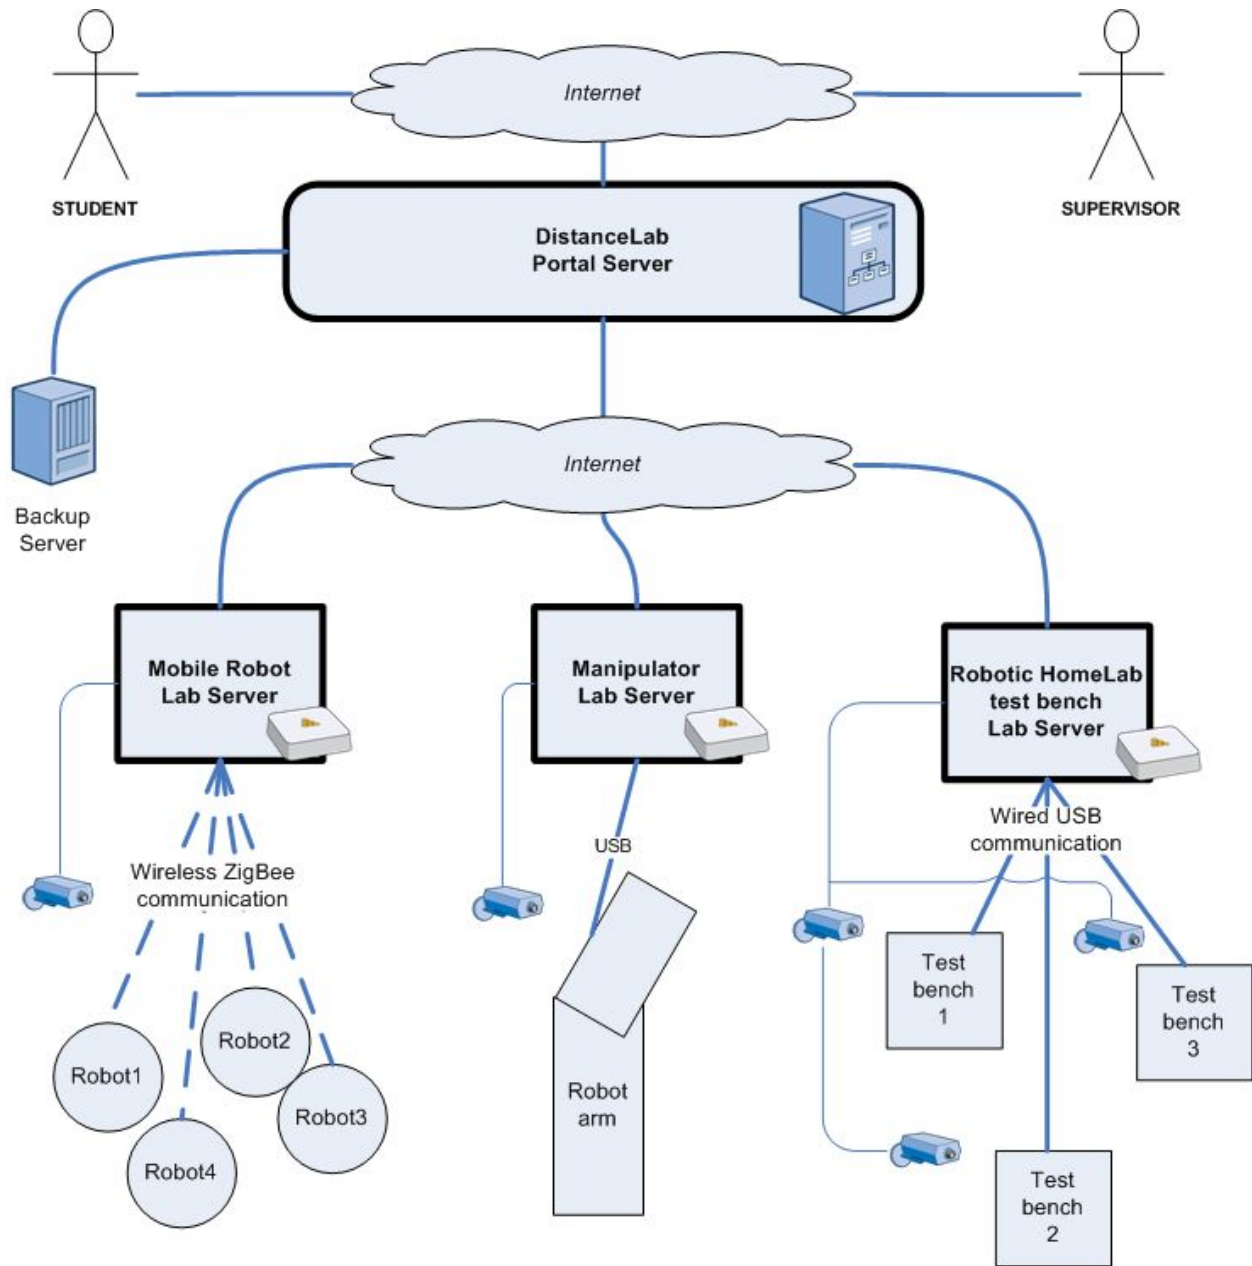 Internet
STUDENT
SUPERVISOR
DistanceLab
Portal Server
Internet
Backup
Server
Mobile Robot
Lab Server
Manipulator
Lab Server
Robotic HomeLab
test bench
Lab Server
Wireless ZigBee
communication
USB
Wired USB
communication
Robot1
Robot2
Robot3
Robot4
Robot
arm
Test
bench
1
Test
bench
3
Test
bench
2